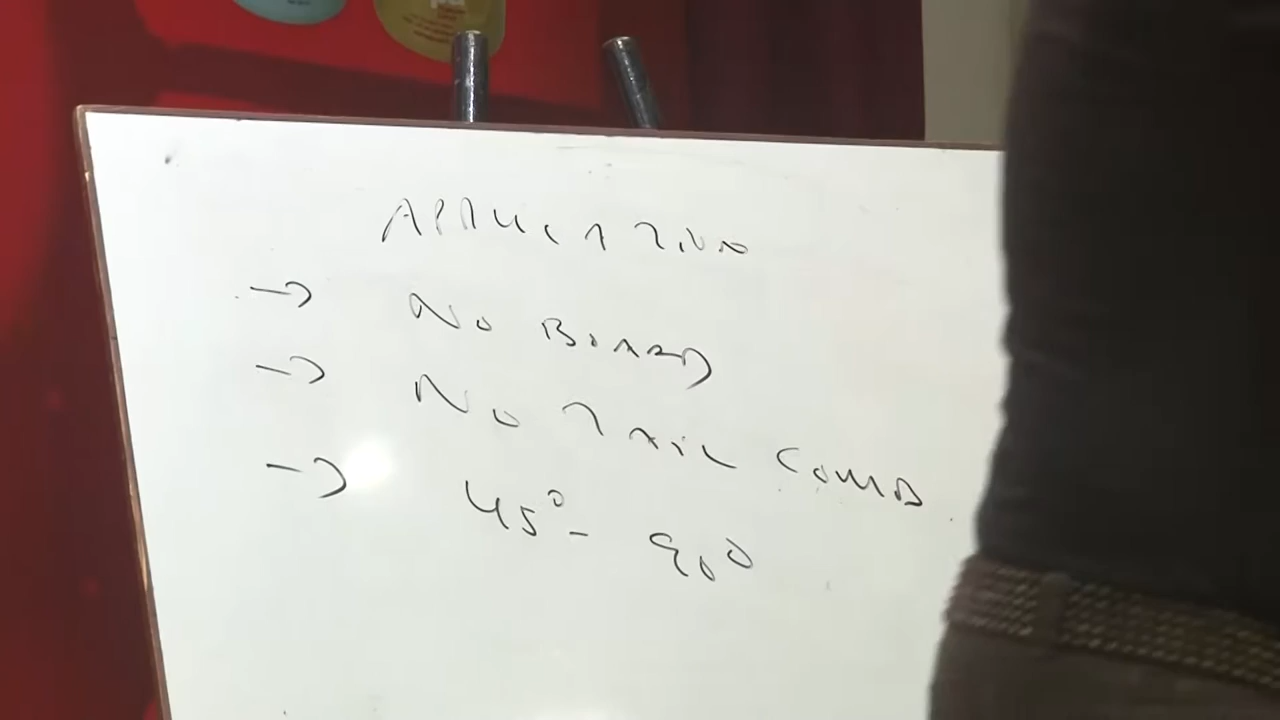 APPLICATION
→ No BOARD
→ No TAIL COMB
→ 45° - 90